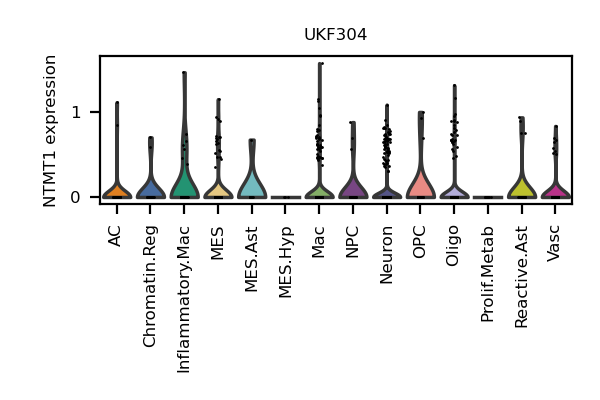 UKF304
NTMT1 expression
1
0
AC
Chromatin.Reg
Inflammatory.Mac
MES
MES.Ast
MES.Hyp
Mac
NPC
Neuron
OPC
Oligo
Prolif.Metab
Reactive.Ast
Vasc